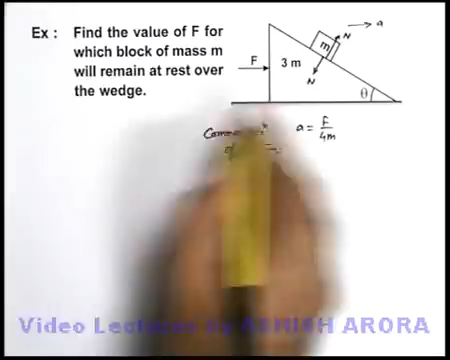 Ex : Find the value of F for
which block of mass m
will remain at rest over
the wedge.
N → a
m
F 3 m
N
θ
a = F/4m
Video Lectures by ASHISH ARORA